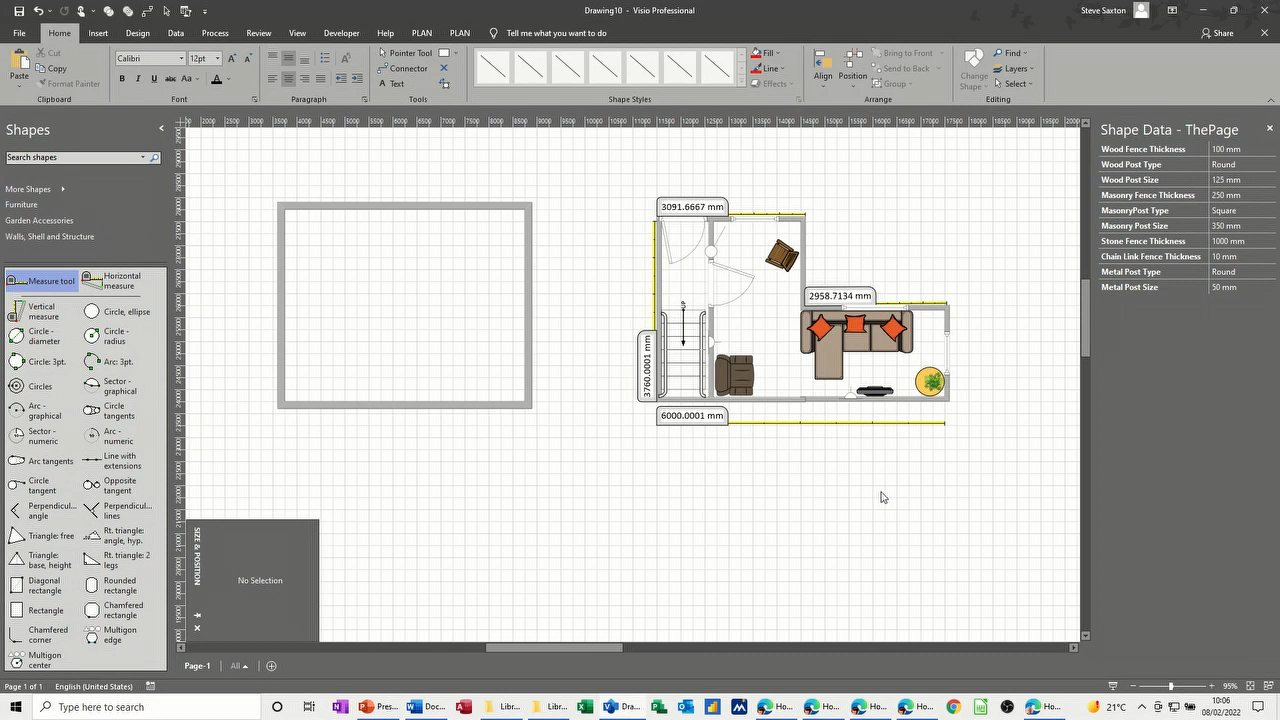 Drawing10 - Visio Professional
Steve Saxton
File
Home
Insert
Design
Data
Process
Review
View
Developer
Help
PLAN
PLAN
Tell me what you want to do
Share
Paste
Cut
Copy
Format Painter
Clipboard
Calibri
12pt
Font
Paragraph
Pointer Tool
Connector
Text
Tools
Shape Styles
Fill
Line
Effects
Align
Position
Bring to Front
Send to Back
Group
Arrange
Change Shape
Find
Layers
Select
Editing
Shapes
Search shapes
More Shapes
Furniture
Garden Accessories
Walls, Shell and Structure
Measure tool
Horizontal measure
Vertical measure
Circle, ellipse
Circle - diameter
Circle - radius
Circle: 3pt.
Arc: 3pt.
Circles
Sector - graphical
Arc - graphical
Circle tangents
Sector - numeric
Arc - numeric
Arc tangents
Line with extensions
Circle tangent
Opposite tangent
Perpendicul... angle
Perpendicul... lines
Triangle: free
Rt. triangle: angle, hyp.
Triangle: base, height
Rt. triangle: 2 legs
Diagonal rectangle
Rounded rectangle
Rectangle
Chamfered rectangle
Chamfered corner
Multigon edge
Multigon center
3091.6667 mm
2958.7134 mm
3760.0001 mm
6000.0001 mm
UP
SIZE & POSITION
No Selection
Shape Data - ThePage
Wood Fence Thickness 100 mm
Wood Post Type Round
Wood Post Size 125 mm
Masonry Fence Thickness 250 mm
MasonryPost Type Square
Masonry Post Size 350 mm
Stone Fence Thickness 1000 mm
Chain Link Fence Thickness 10 mm
Metal Post Type Round
Metal Post Size 50 mm
Page-1
All
Page 1 of 1
English (United States)
95%
Type here to search
Pres...
Doc...
Libr...
Libr...
Dra...
Ho...
Ho...
Ho...
Ho...
Ho...
21°C
10:06
08/02/2022